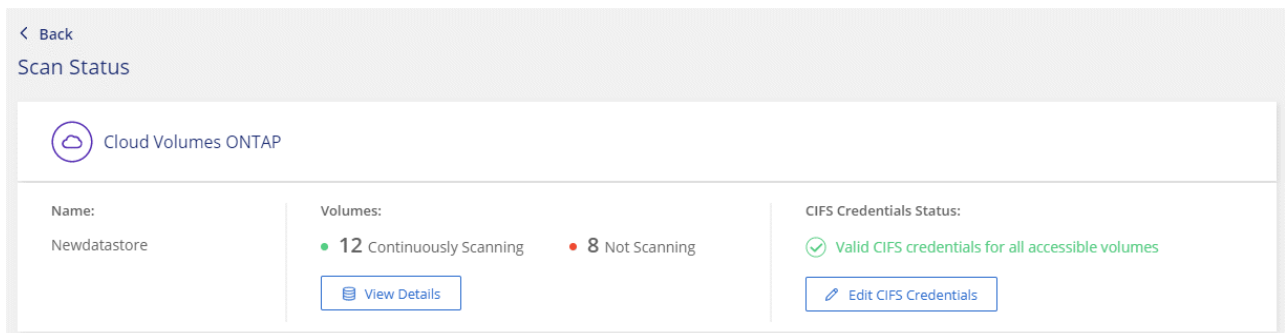 Back
Scan Status
Cloud Volumes ONTAP
Name:
Newdatastore
Volumes:
12 Continuously Scanning
8 Not Scanning
View Details
CIFS Credentials Status:
Valid CIFS credentials for all accessible volumes
Edit CIFS Credentials